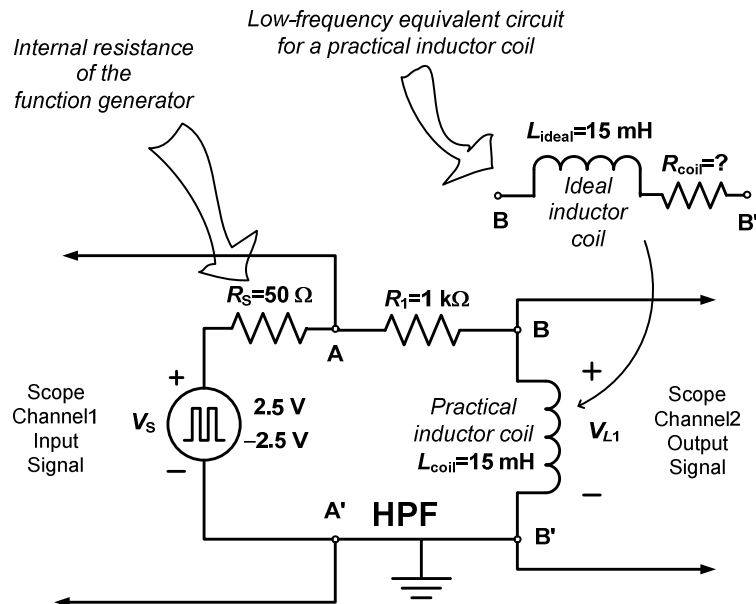 Internal resistance
of the
function generator
Low-frequency equivalent circuit
for a practical inductor coil
Lideal=15 mH
Rcoil=?
B
Ideal
inductor
coil
B'
RS=50 Ω
R1=1 kΩ
A
B
Scope
Channel1
Input
Signal
+
VS
−
2.5 V
−2.5 V
Practical
inductor coil
Lcoil=15 mH
+
VL1
−
Scope
Channel2
Output
Signal
A'
HPF
B'